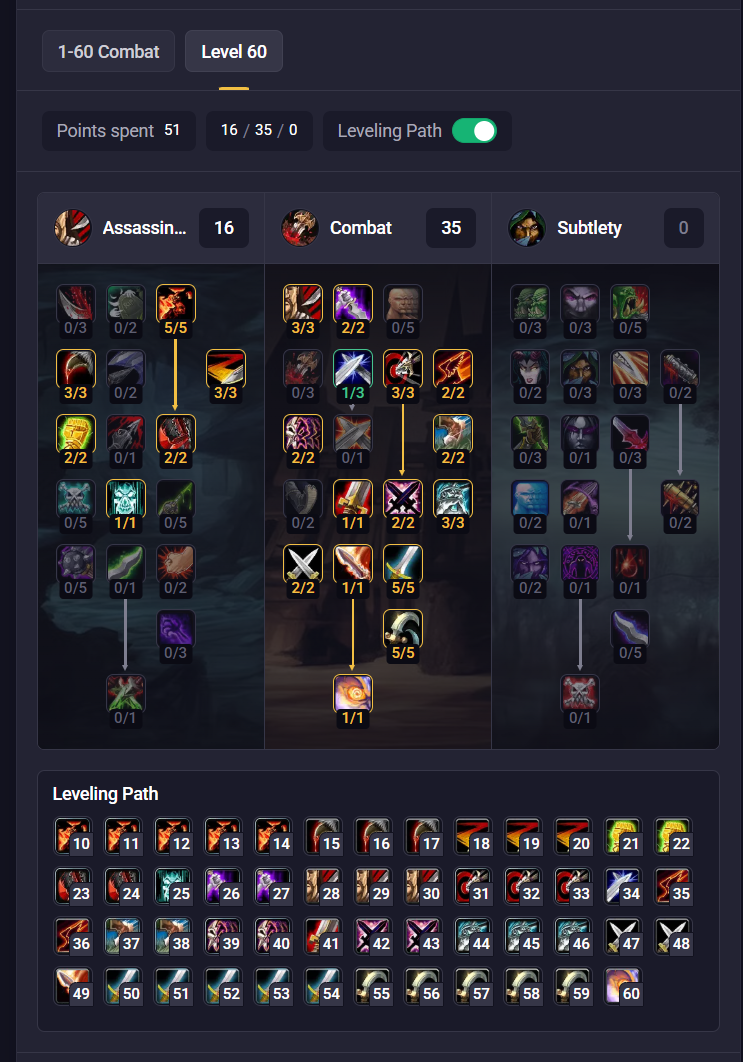 1-60 Combat Level 60
Points spent 51 16 / 35 / 0 Leveling Path
Assassin... 16 Combat 35 Subtlety 0
0/3 0/2 5/5 3/3 2/2 0/5 0/3 0/3 0/5
3/3 0/2 3/3 0/3 1/3 3/3 2/2 0/2 0/3 0/3 0/2
2/2 0/1 2/2 2/2 0/1 2/2 0/3 0/1 0/3
0/5 1/1 0/5 0/2 1/1 2/2 3/3 0/2 0/1 0/2
0/5 0/1 0/2 2/2 1/1 5/5 0/2 0/1 0/1
0/3 5/5 0/5
0/1 1/1 0/1
Leveling Path
10 11 12 13 14 15 16 17 18 19 20 21 22
23 24 25 26 27 28 29 30 31 32 33 34 35
36 37 38 39 40 41 42 43 44 45 46 47 48
49 50 51 52 53 54 55 56 57 58 59 60